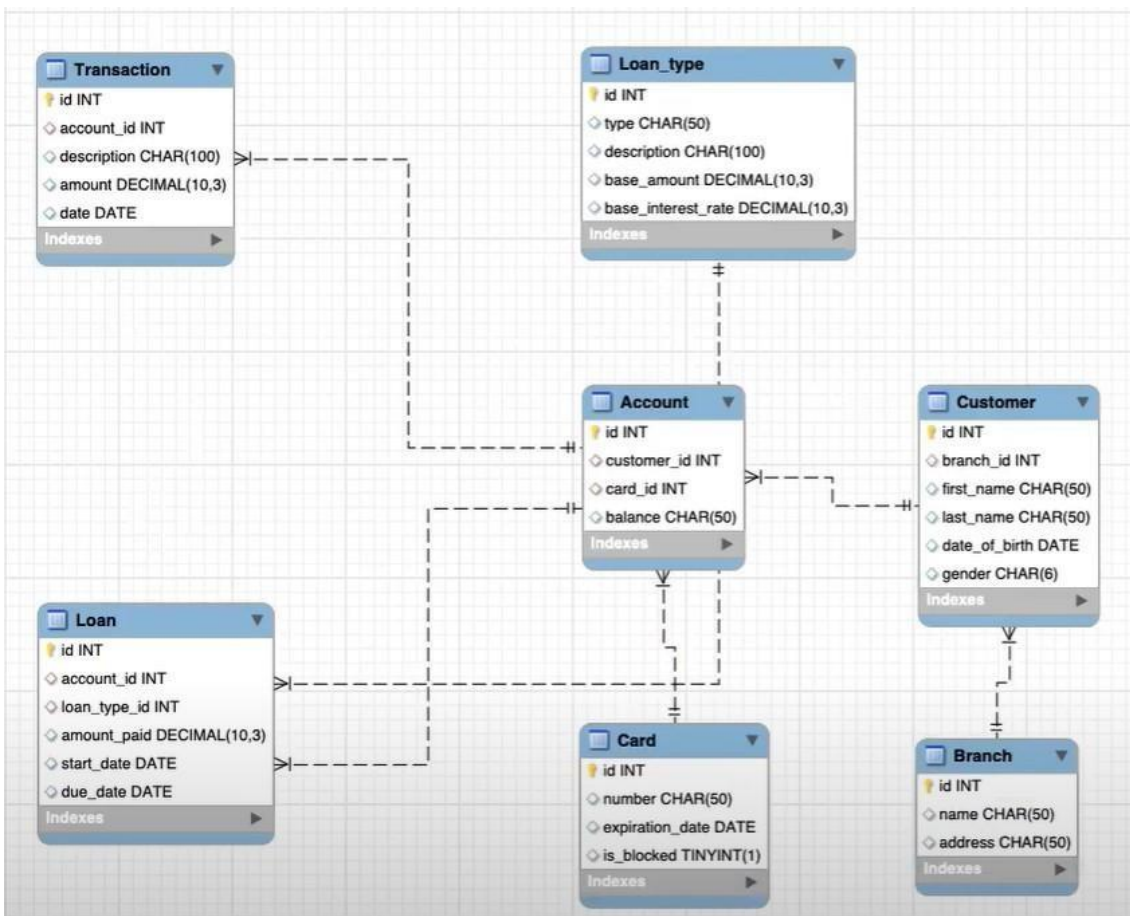 Transaction
id INT
account_id INT
description CHAR(100)
amount DECIMAL(10,3)
date DATE
Indexes
Loan_type
id INT
type CHAR(50)
description CHAR(100)
base_amount DECIMAL(10,3)
base_interest_rate DECIMAL(10,3)
Indexes
Account
id INT
customer_id INT
card_id INT
balance CHAR(50)
Indexes
Customer
id INT
branch_id INT
first_name CHAR(50)
last_name CHAR(50)
date_of_birth DATE
gender CHAR(6)
Indexes
Loan
id INT
account_id INT
loan_type_id INT
amount_paid DECIMAL(10,3)
start_date DATE
due_date DATE
Indexes
Card
id INT
number CHAR(50)
expiration_date DATE
is_blocked TINYINT(1)
Indexes
Branch
id INT
name CHAR(50)
address CHAR(50)
Indexes